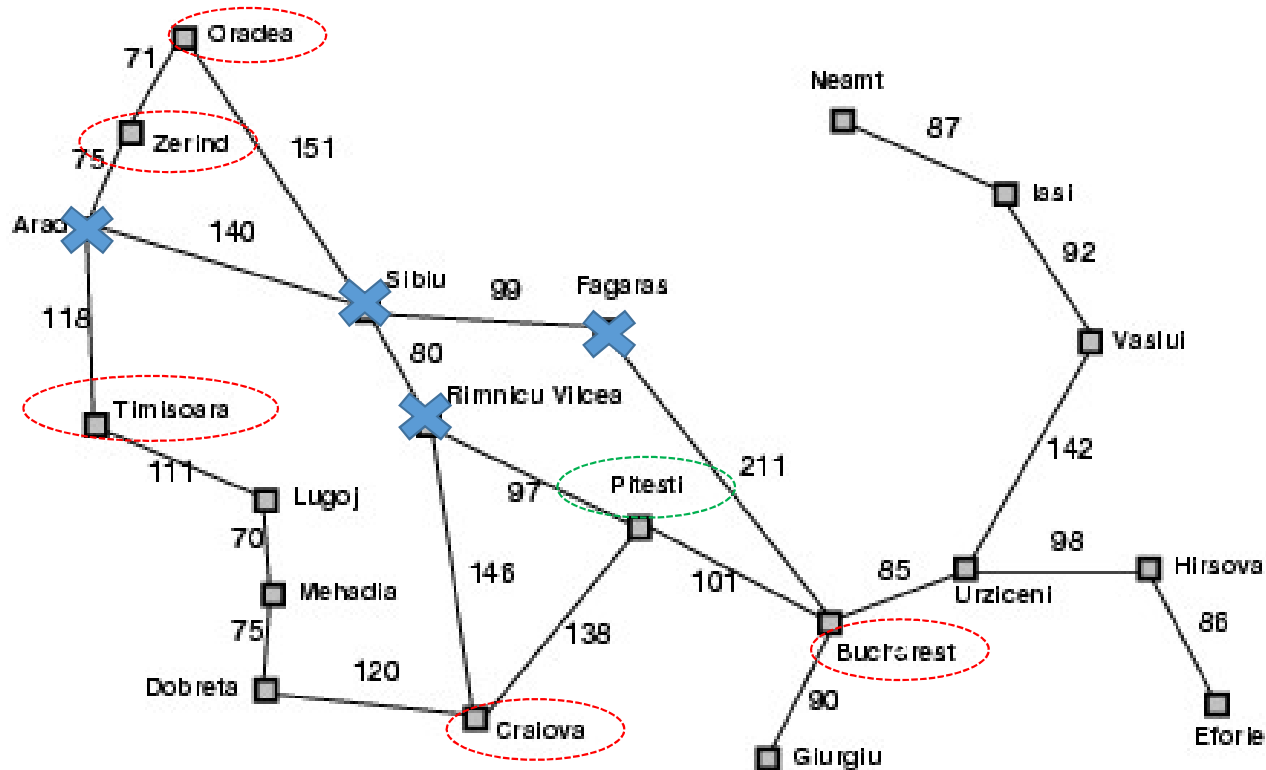 Oradea
71
Neamt
87
Zerind
151
75
Iasi
Arad
140
92
Sibiu
99
Fagaras
118
80
Vaslui
Rimnicu Vilcea
Timisoara
142
211
111
97
Pitesti
Lugoj
70
98
146
101
85
Hirsova
Mehadia
Urziceni
86
75
138
Bucharest
120
Dobreta
90
Craiova
Eforie
Giurgiu